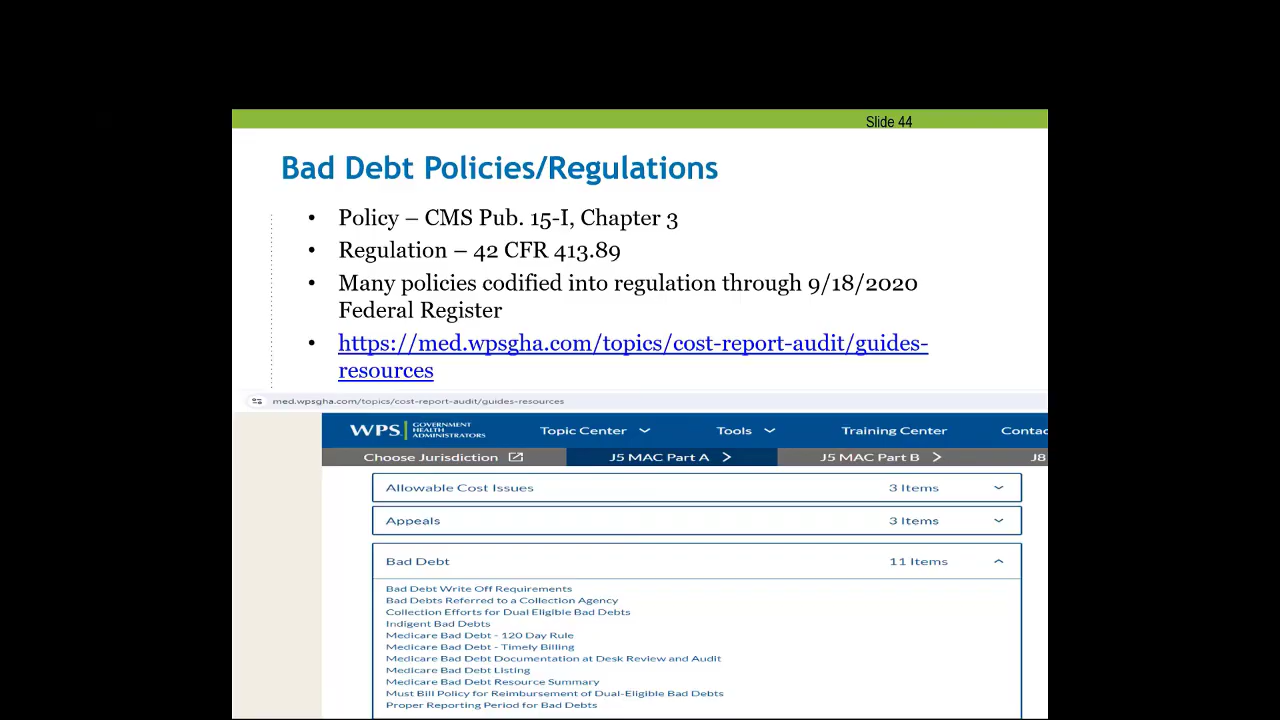 Slide 44
Bad Debt Policies/Regulations
• Policy – CMS Pub. 15-I, Chapter 3
• Regulation – 42 CFR 413.89
• Many policies codified into regulation through 9/18/2020
Federal Register
• https://med.wpsgha.com/topics/cost-report-audit/guides-
resources
med.wpsgha.com/topics/cost-report-audit/guides-resources
WPS GOVERNMENT HEALTH ADMINISTRATORS Topic Center Tools Training Center Contac
Choose Jurisdiction J5 MAC Part A J5 MAC Part B J8
Allowable Cost Issues 3 Items
Appeals 3 Items
Bad Debt 11 Items
Bad Debt Write Off Requirements
Bad Debts Referred to a Collection Agency
Collection Efforts for Dual Eligible Bad Debts
Indigent Bad Debts
Medicare Bad Debt - 120 Day Rule
Medicare Bad Debt - Timely Billing
Medicare Bad Debt Documentation at Desk Review and Audit
Medicare Bad Debt Listing
Medicare Bad Debt Resource Summary
Must Bill Policy for Reimbursement of Dual-Eligible Bad Debts
Proper Reporting Period for Bad Debts